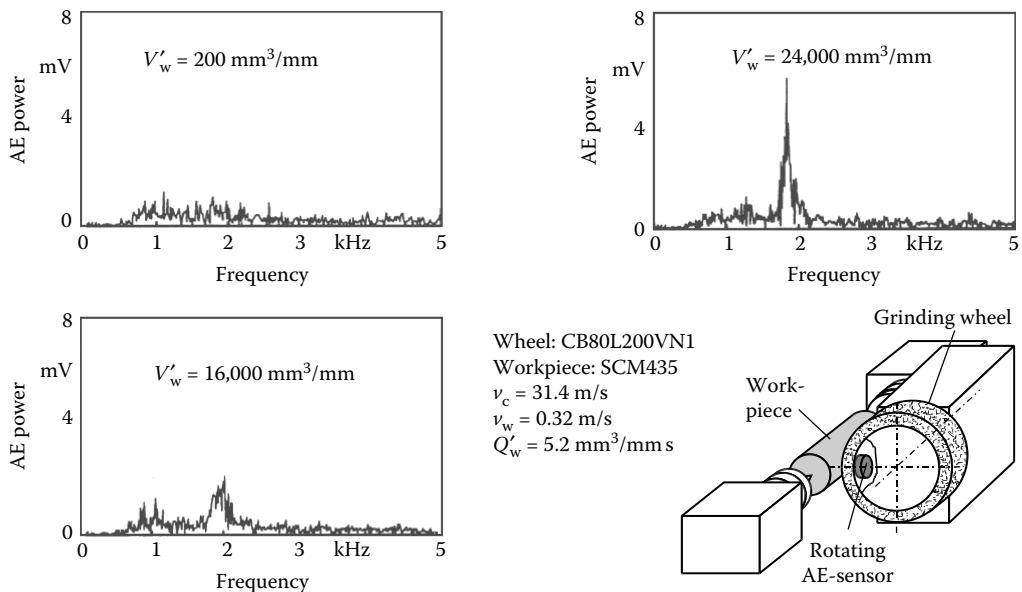 8
mV
4
0
AE power
V′w = 200 mm³/mm
0 1 2 3 kHz 5
Frequency
8
mV
4
0
AE power
V′w = 24,000 mm³/mm
0 1 2 3 kHz 5
Frequency
8
mV
4
0
AE power
V′w = 16,000 mm³/mm
0 1 2 3 kHz 5
Frequency
Wheel: CB80L200VN1
Workpiece: SCM435
νc = 31.4 m/s
νw = 0.32 m/s
Q′w = 5.2 mm³/mm s
Grinding wheel
Work-
piece
Rotating
AE-sensor